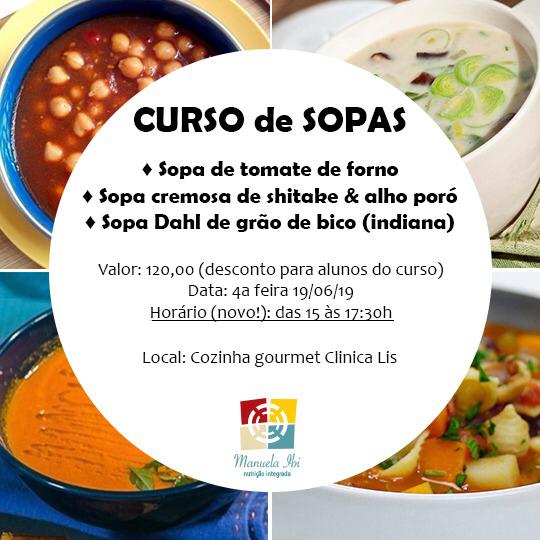 CURSO de SOPAS
♦ Sopa de tomate de forno
♦ Sopa cremosa de shitake & alho poró
♦ Sopa Dahl de grão de bico (indiana)
Valor: 120,00 (desconto para alunos do curso)
Data: 4a feira 19/06/19
Horário (novo!): das 15 às 17:30h
Local: Cozinha gourmet Clinica Lis
Manuela Ibi
nutrição integrada